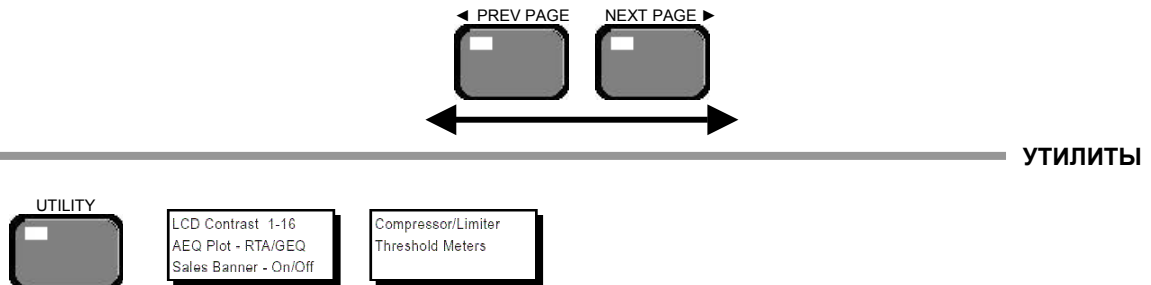 ◄ PREV PAGE NEXT PAGE ►
УТИЛИТЫ
UTILITY
LCD Contrast 1-16
AEQ Plot - RTA/GEQ
Sales Banner - On/Off
Compressor/Limiter
Threshold Meters